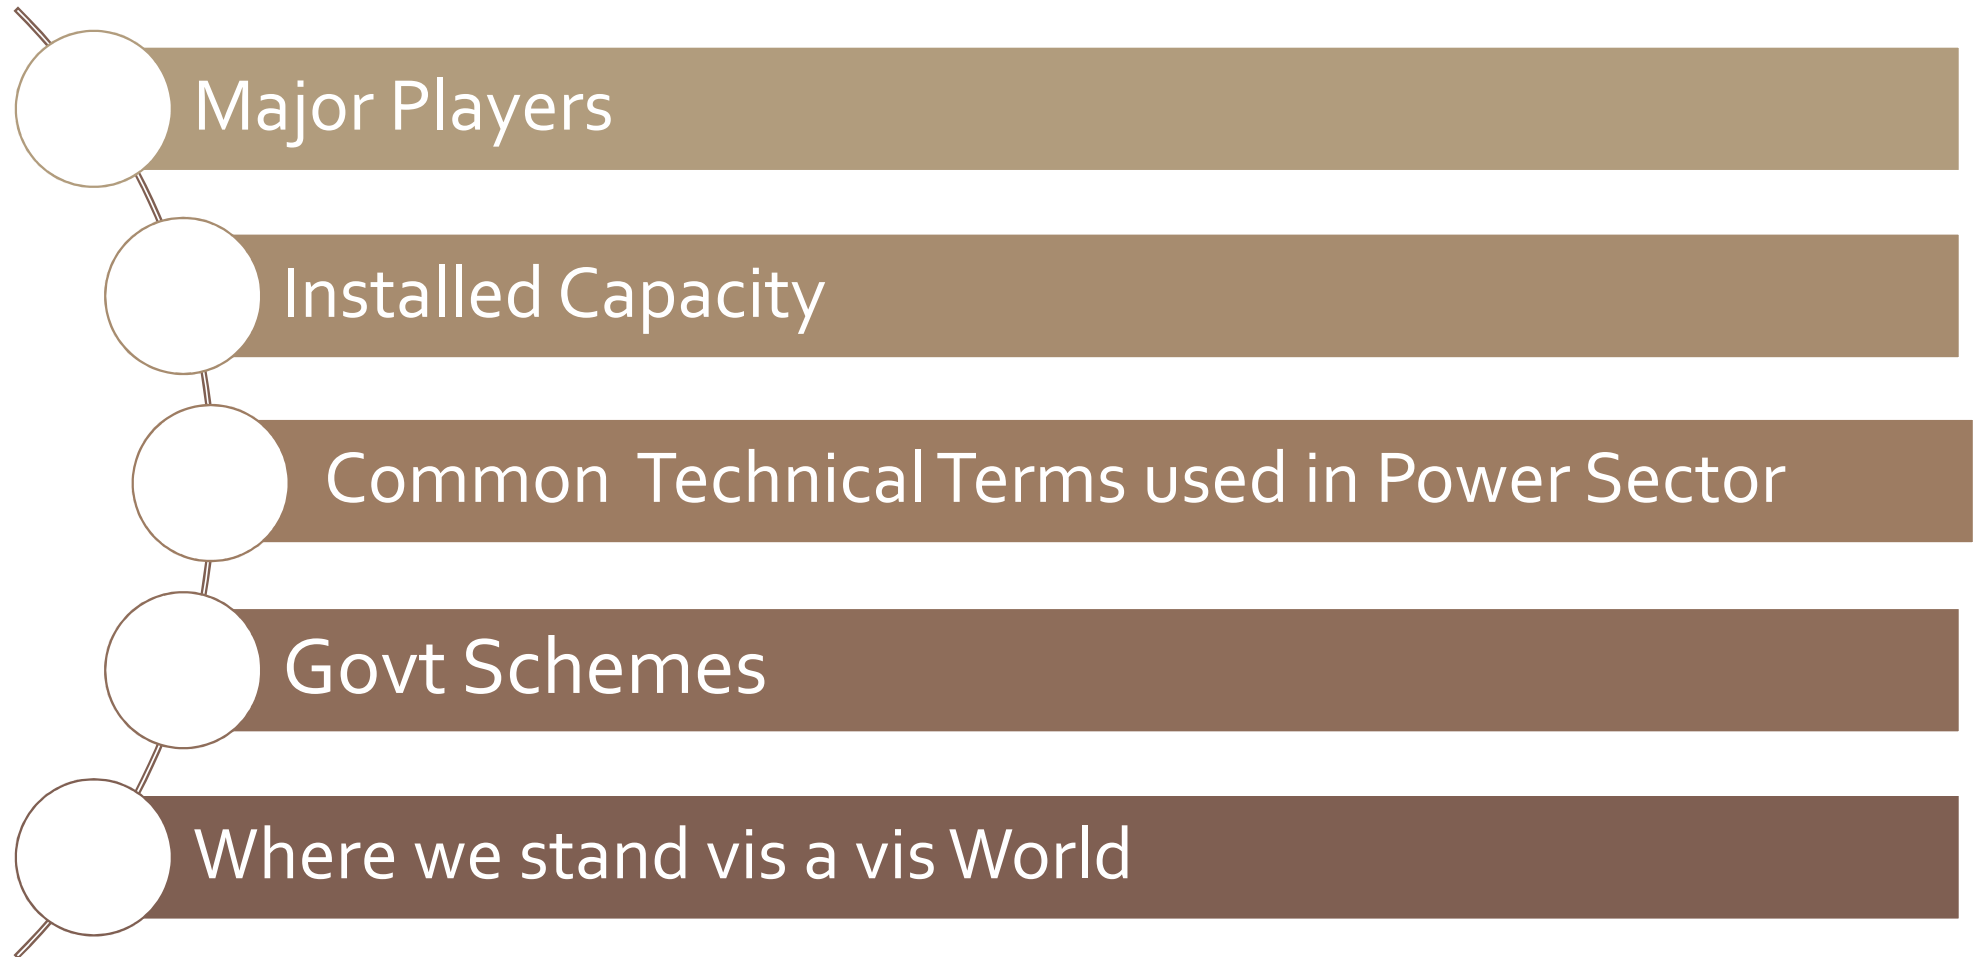 Major Players
Installed Capacity
Common Technical Terms used in Power Sector
Govt Schemes
Where we stand vis a vis World